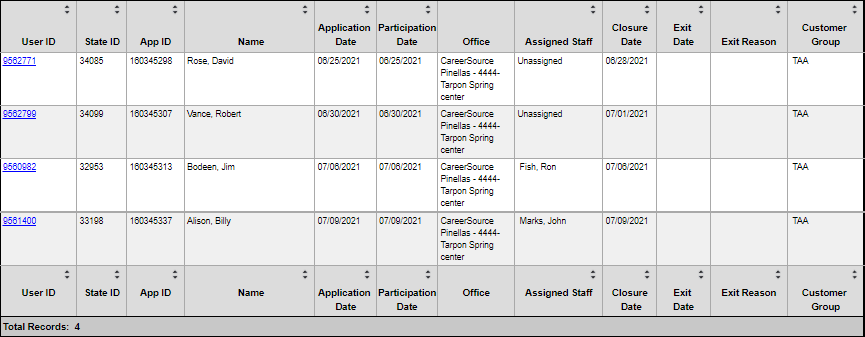 User ID State ID App ID Name Application Date Participation Date Office Assigned Staff Closure Date Exit Date Exit Reason Customer Group
9562771 34085 160345298 Rose, David 06/25/2021 06/25/2021 CareerSource Unassigned 06/28/2021 TAA
Pinellas - 4444-
Tarpon Spring
center
9562799 34099 160345307 Vance, Robert 06/30/2021 06/30/2021 CareerSource Unassigned 07/01/2021 TAA
Pinellas - 4444-
Tarpon Spring
center
9560982 32953 160345313 Bodeen, Jim 07/06/2021 07/06/2021 CareerSource Fish, Ron 07/06/2021 TAA
Pinellas - 4444-
Tarpon Spring
center
9561400 33198 160345337 Alison, Billy 07/09/2021 07/09/2021 CareerSource Marks, John 07/09/2021 TAA
Pinellas - 4444-
Tarpon Spring
center
User ID State ID App ID Name Application Date Participation Date Office Assigned Staff Closure Date Exit Date Exit Reason Customer Group
Total Records: 4